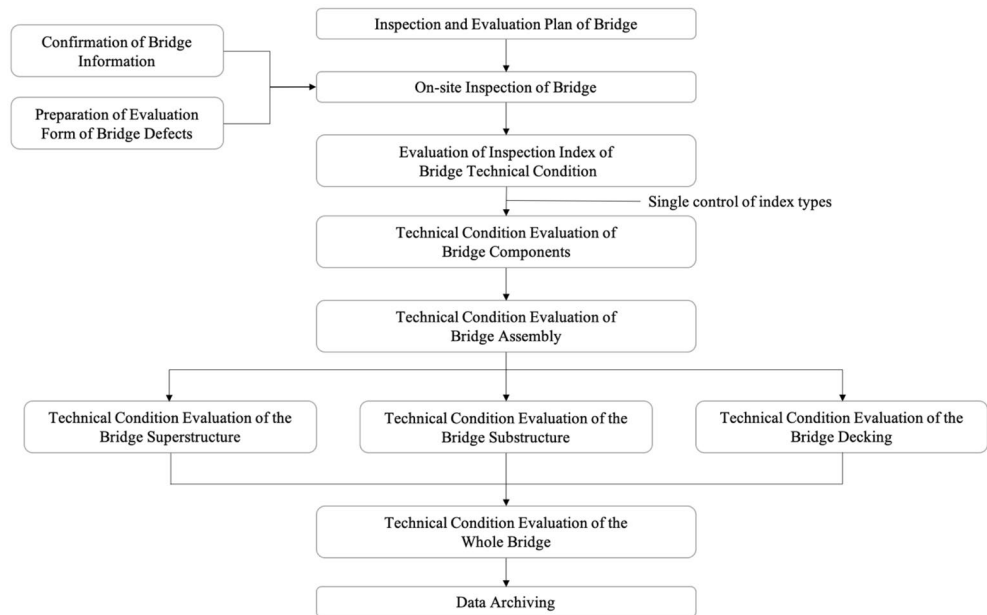 Inspection and Evaluation Plan of Bridge
Confirmation of Bridge
Information
On-site Inspection of Bridge
Preparation of Evaluation
Form of Bridge Defects
Evaluation of Inspection Index of
Bridge Technical Condition
Single control of index types
Technical Condition Evaluation of
Bridge Components
Technical Condition Evaluation of
Bridge Assembly
Technical Condition Evaluation of the
Bridge Superstructure
Technical Condition Evaluation of the
Bridge Substructure
Technical Condition Evaluation of the
Bridge Decking
Technical Condition Evaluation of the
Whole Bridge
Data Archiving